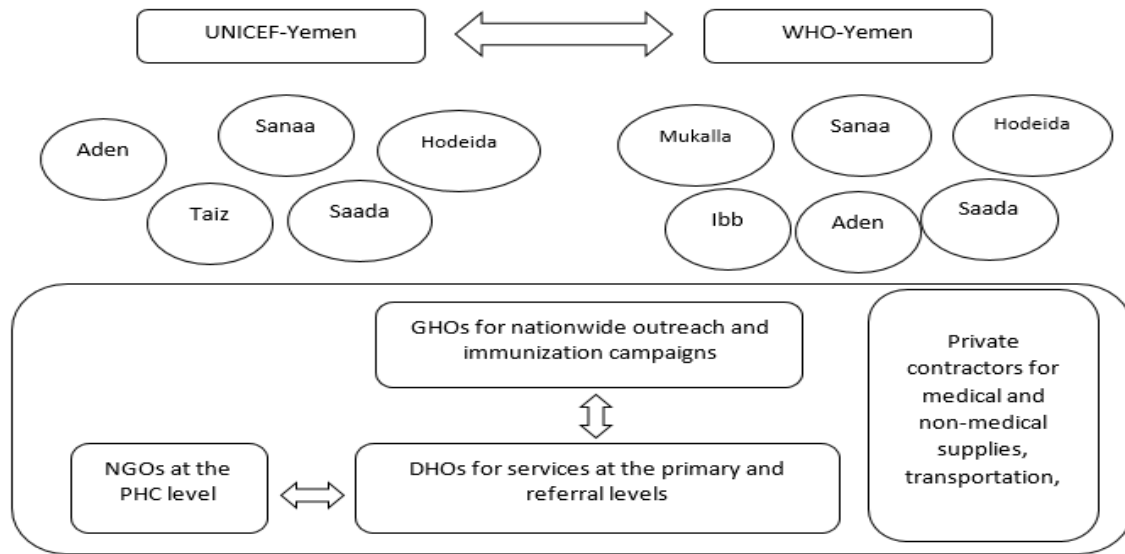 UNICEF-Yemen
WHO-Yemen
Aden
Sanaa
Hodeida
Taiz
Saada
Mukalla
Sanaa
Hodeida
Ibb
Aden
Saada
GHOs for nationwide outreach and
immunization campaigns
NGOs at the
PHC level
DHOs for services at the primary and
referral levels
Private
contractors for
medical and
non-medical
supplies,
transportation,